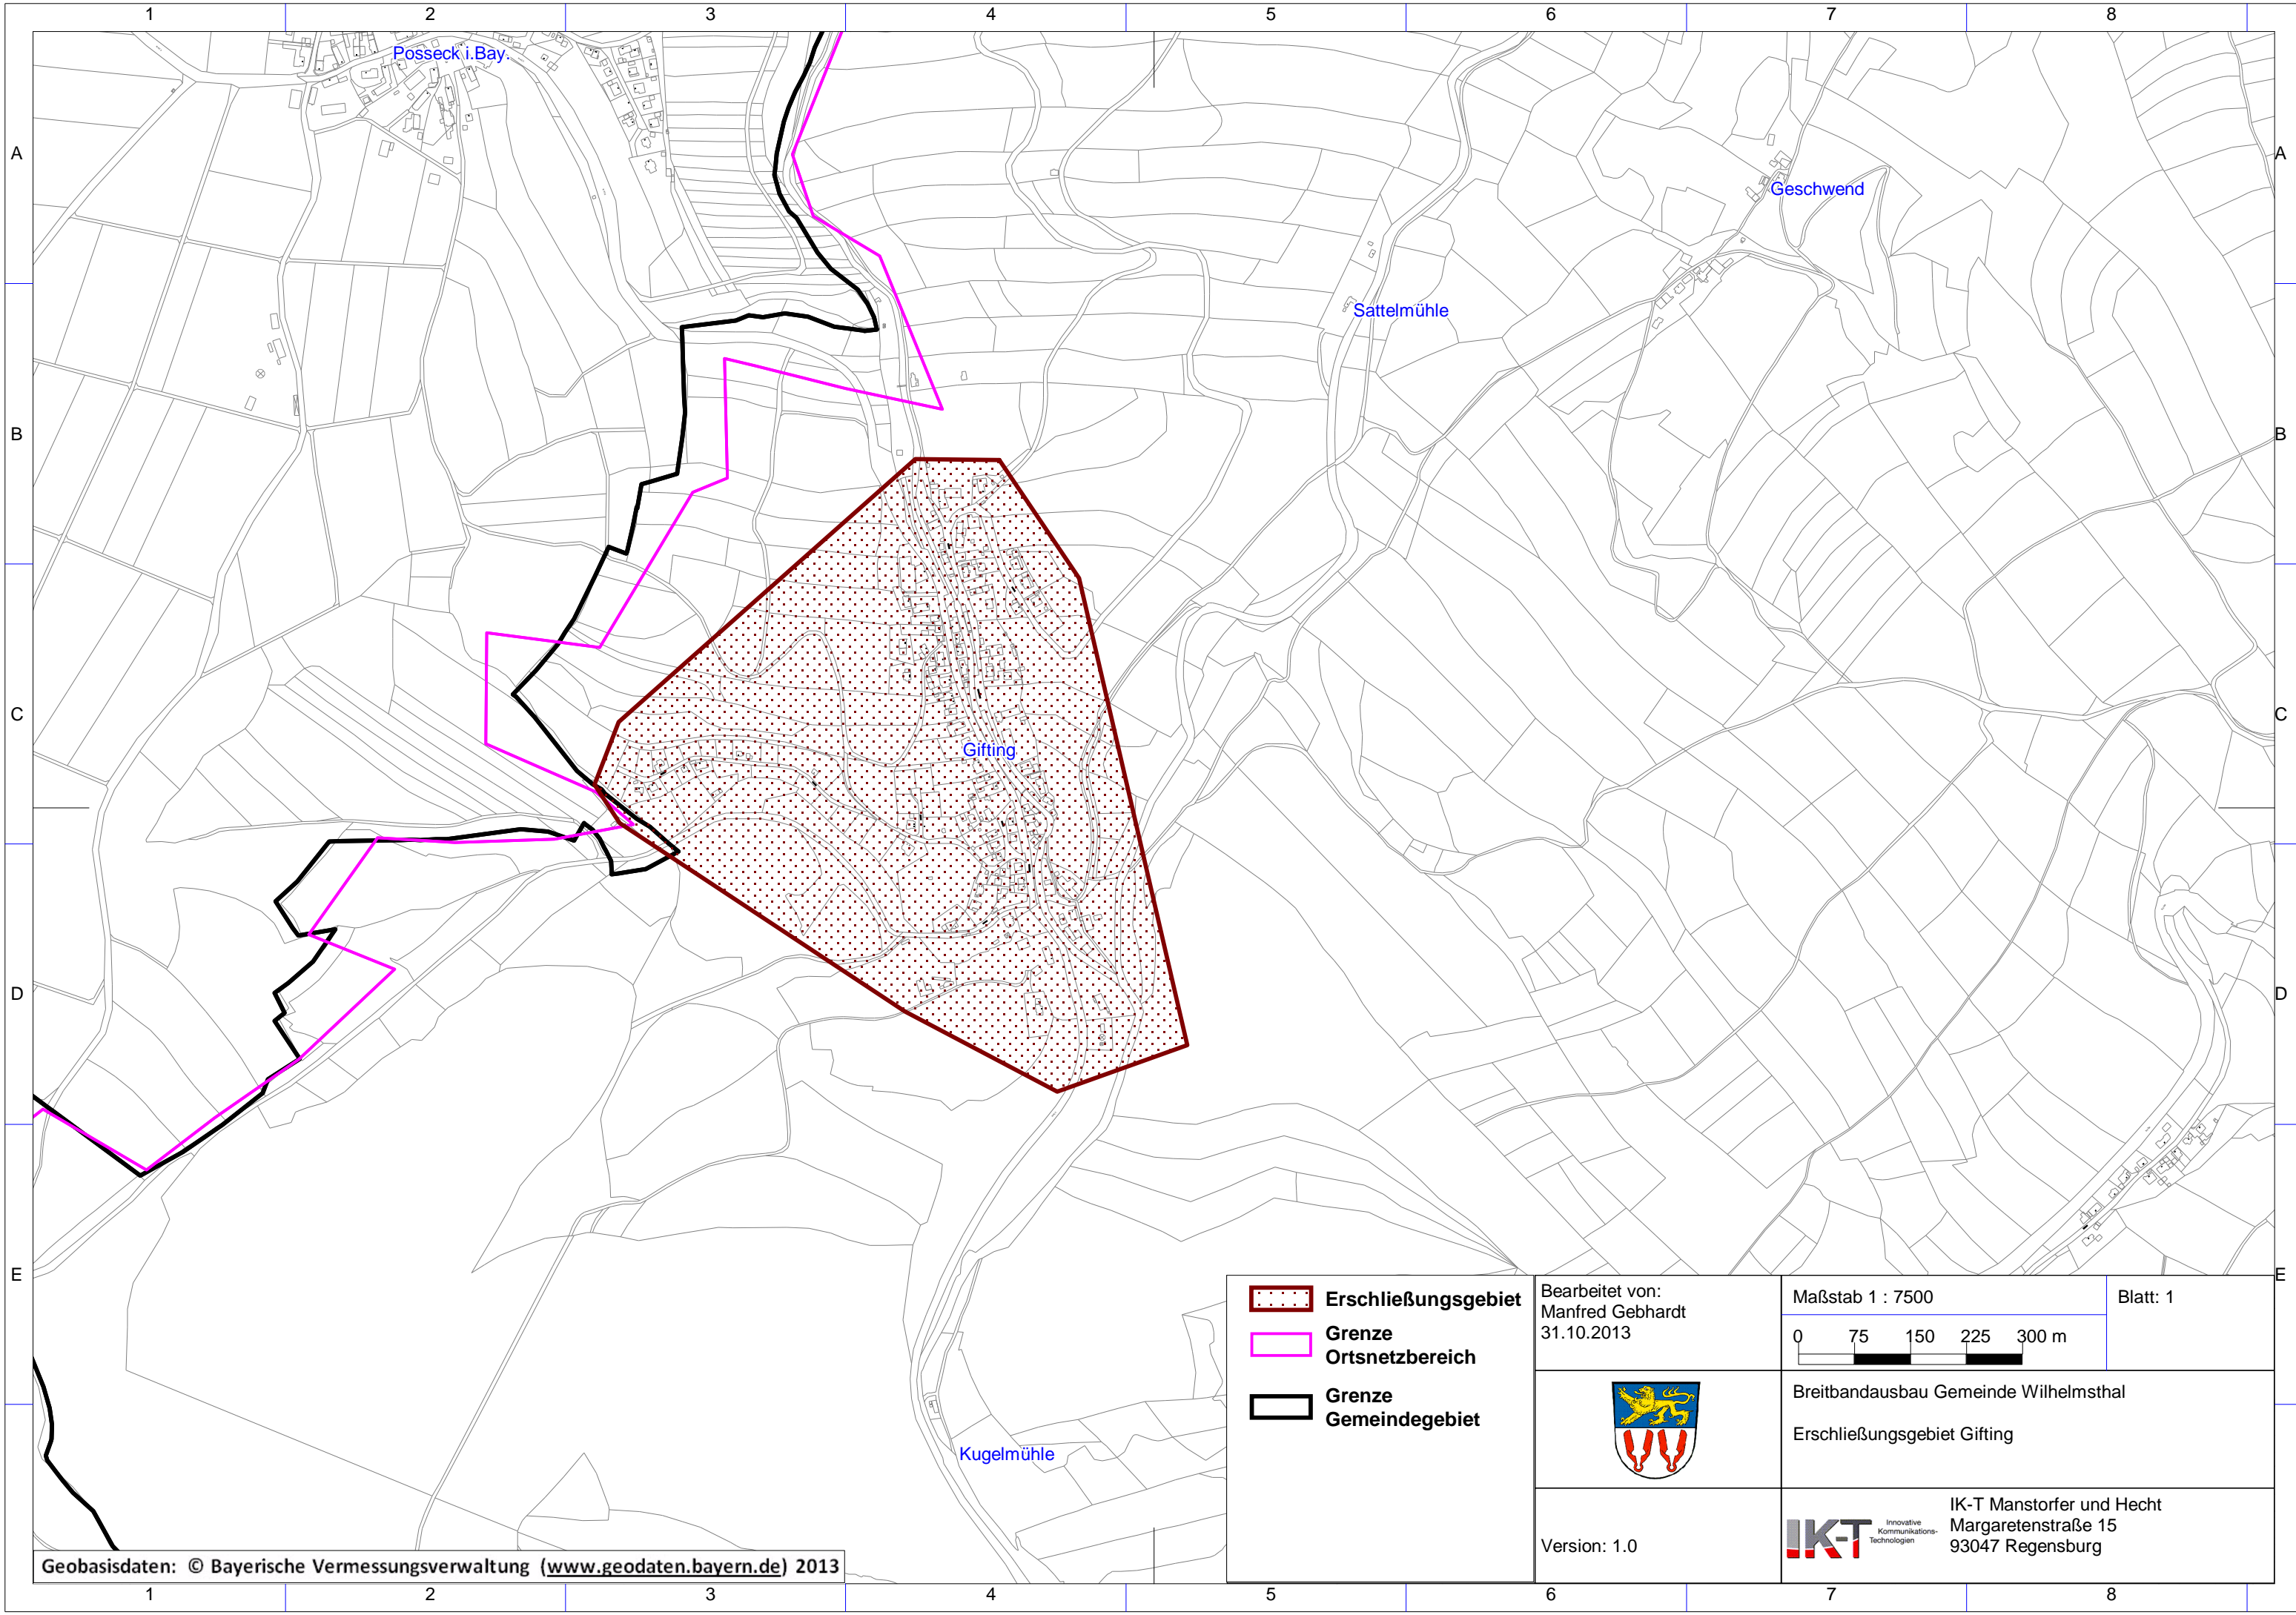 1 2 3 4 5 6 7 8
Posseck i.Bay.
A A
Geschwend
Sattelmühle
B B
C C
Gifting
D D
E E
Kugelmühle
Erschließungsgebiet
Grenze
Ortsnetzbereich
Grenze
Gemeindegebiet
Bearbeitet von:
Manfred Gebhardt
31.10.2013
Maßstab 1 : 7500
Blatt: 1
0 75 150 225 300 m
Breitbandausbau Gemeinde Wilhelmsthal
Erschließungsgebiet Gifting
Version: 1.0
IK-T
Innovative
Kommunikations-
Technologien
IK-T Manstorfer und Hecht
Margaretenstraße 15
93047 Regensburg
Geobasisdaten: © Bayerische Vermessungsverwaltung (www.geodaten.bayern.de) 2013
1 2 3 4 5 6 7 8